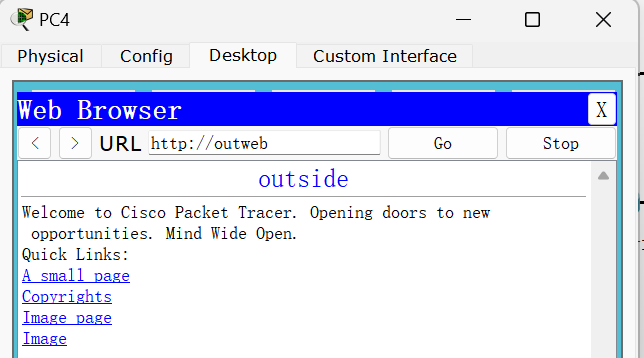 PC4
Physical Config Desktop Custom Interface
Web Browser X
< > URL http://outweb Go Stop
outside
Welcome to Cisco Packet Tracer. Opening doors to new
opportunities. Mind Wide Open.
Quick Links:
A small page
Copyrights
Image page
Image